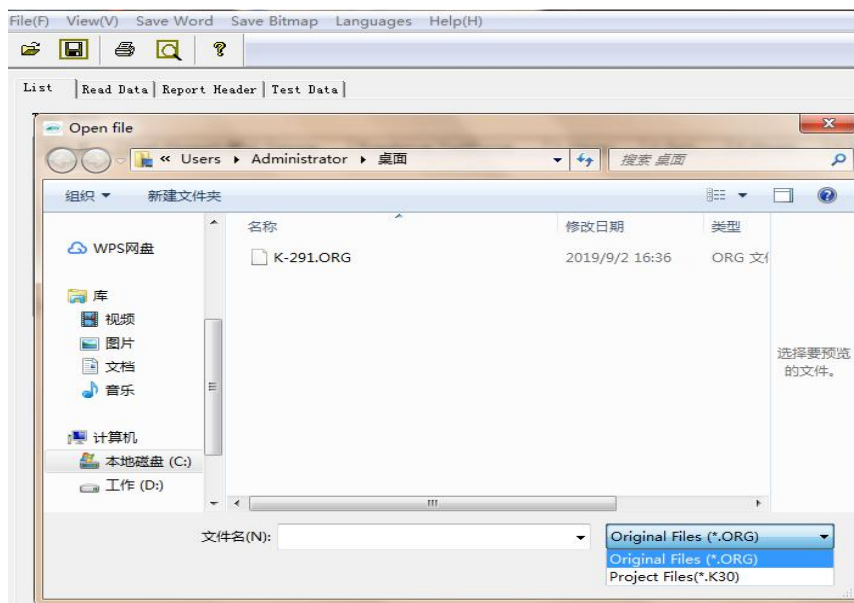 File(F) View(V) Save Word Save Bitmap Languages Help(H)
List Read Data Report Header Test Data
Open file
« Users Administrator 桌面 搜索 桌面
组织 新建文件夹
名称 修改日期 类型
WPS网盘
K-291.ORG 2019/9/2 16:36 ORG 文
库
视频
图片
文档
音乐
选择要预览
的文件。
计算机
本地磁盘 (C:)
工作 (D:)
文件名(N): Original Files (*.ORG)
Original Files (*.ORG)
Project Files(*.K30)